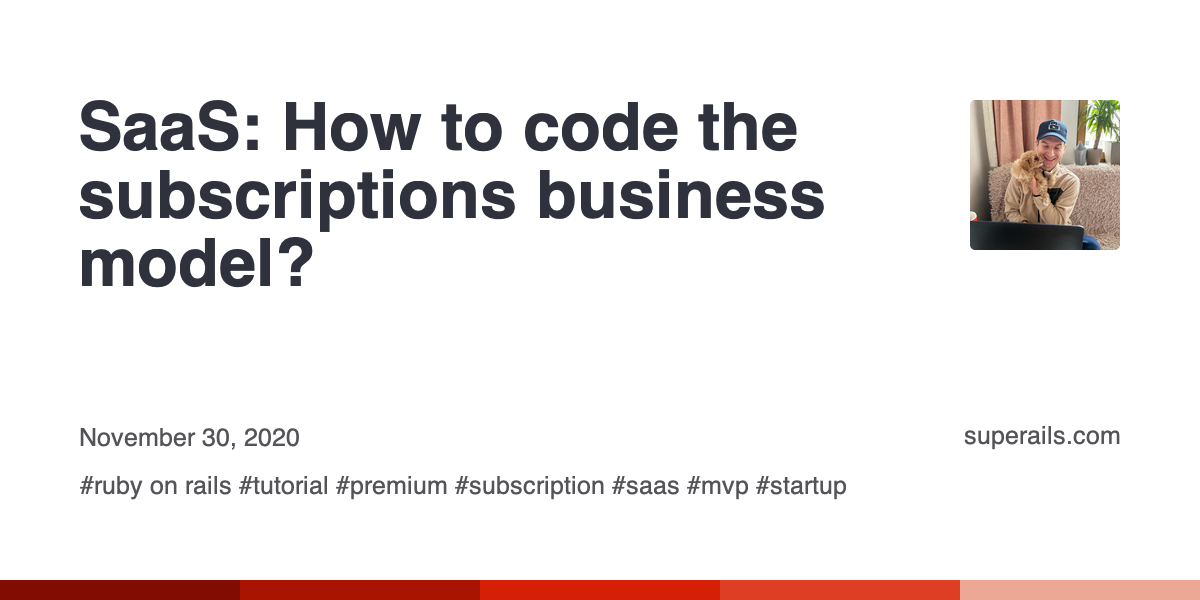 SaaS: How to code the
subscriptions business
model?
November 30, 2020
superails.com
#ruby on rails #tutorial #premium #subscription #saas #mvp #startup